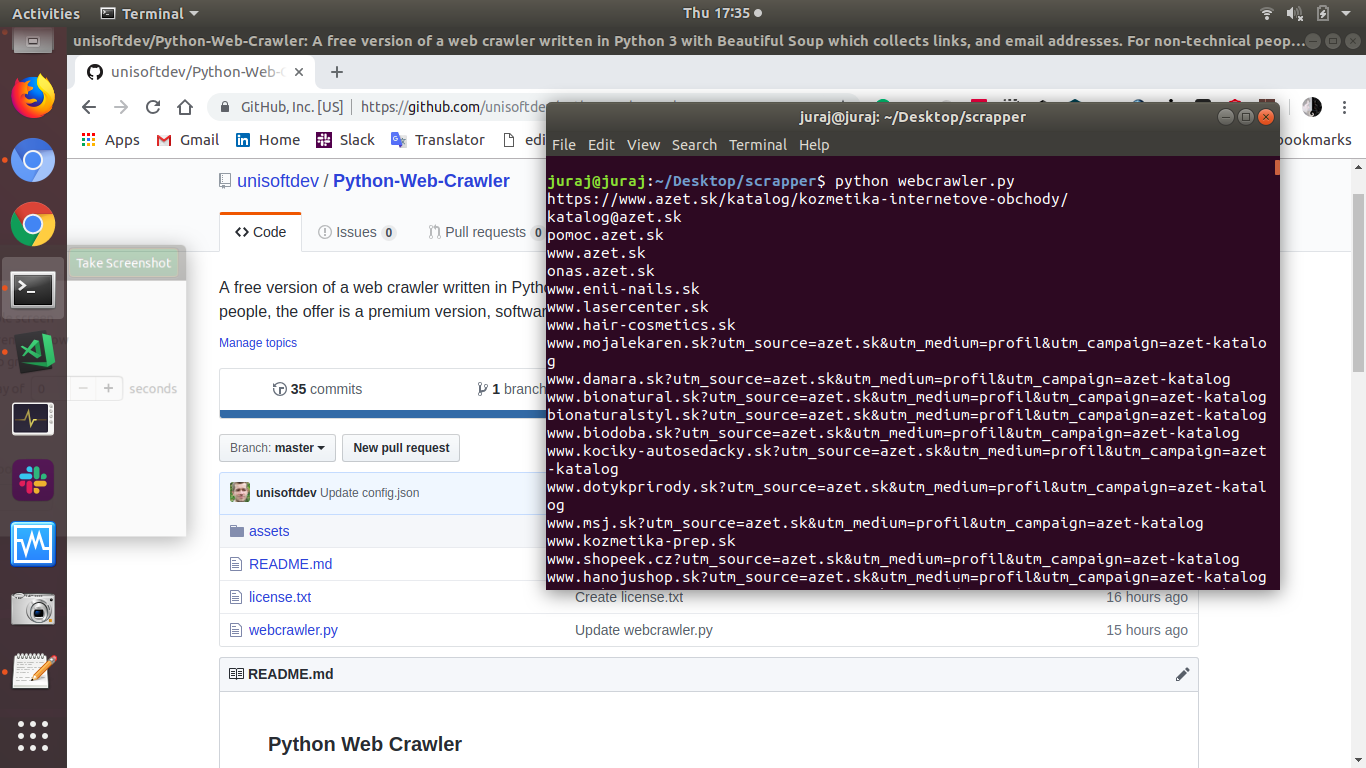 Activities
Terminal
Thu 17:35
unisoftdev/Python-Web-Crawler: A free version of a web crawler written in Python 3 with Beautiful Soup which collects links, and email addresses. For non-technical peop...
unisoftdev/Python-Web-C
GitHub, Inc. [US] https://github.com/unisoftde
Apps Gmail Home Slack Translator edi ookmarks
unisoftdev / Python-Web-Crawler
Code Issues 0 Pull requests 0
Take Screenshot
seconds
A free version of a web crawler written in Pytho
people, the offer is a premium version, softwar
Manage topics
35 commits 1 branch
Branch: master New pull request
unisoftdev Update config.json
assets
README.md
license.txt Create license.txt 16 hours ago
webcrawler.py Update webcrawler.py 15 hours ago
README.md
Python Web Crawler
juraj@juraj: ~/Desktop/scrapper
File Edit View Search Terminal Help
juraj@juraj:~/Desktop/scrapper$ python webcrawler.py
https://www.azet.sk/katalog/kozmetika-internetove-obchody/
katalog@azet.sk
pomoc.azet.sk
www.azet.sk
onas.azet.sk
www.enii-nails.sk
www.lasercenter.sk
www.hair-cosmetics.sk
www.mojalekaren.sk?utm_source=azet.sk&utm_medium=profil&utm_campaign=azet-katalo
g
www.damara.sk?utm_source=azet.sk&utm_medium=profil&utm_campaign=azet-katalog
www.bionatural.sk?utm_source=azet.sk&utm_medium=profil&utm_campaign=azet-katalog
bionaturalstyl.sk?utm_source=azet.sk&utm_medium=profil&utm_campaign=azet-katalog
www.biodoba.sk?utm_source=azet.sk&utm_medium=profil&utm_campaign=azet-katalog
www.kociky-autosedacky.sk?utm_source=azet.sk&utm_medium=profil&utm_campaign=azet
-katalog
www.dotykprirody.sk?utm_source=azet.sk&utm_medium=profil&utm_campaign=azet-katal
og
www.msj.sk?utm_source=azet.sk&utm_medium=profil&utm_campaign=azet-katalog
www.kozmetika-prep.sk
www.shopeek.cz?utm_source=azet.sk&utm_medium=profil&utm_campaign=azet-katalog
www.hanojushop.sk?utm_source=azet.sk&utm_medium=profil&utm_campaign=azet-katalog